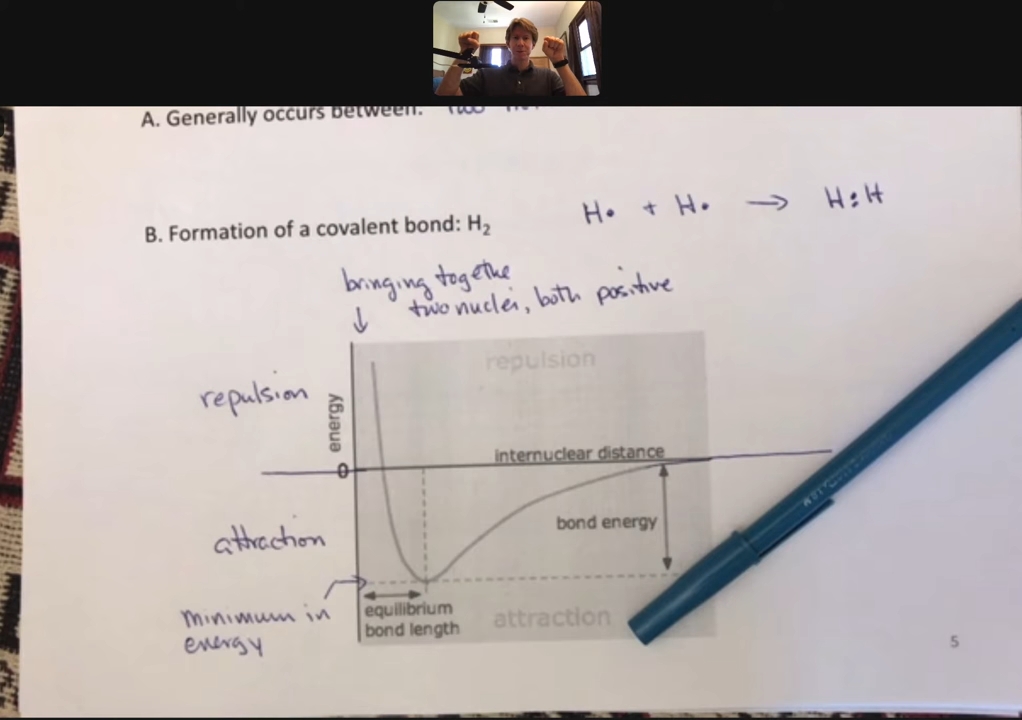 A. Generally occurs between:
B. Formation of a covalent bond: H₂
H• + H• → H:H
bringing togethe
two nuclei, both positive
↓
repulsion
repulsion
energy
internuclear distance
0
bond energy
attraction
minimum in
energy
equilibrium
bond length
attraction
5